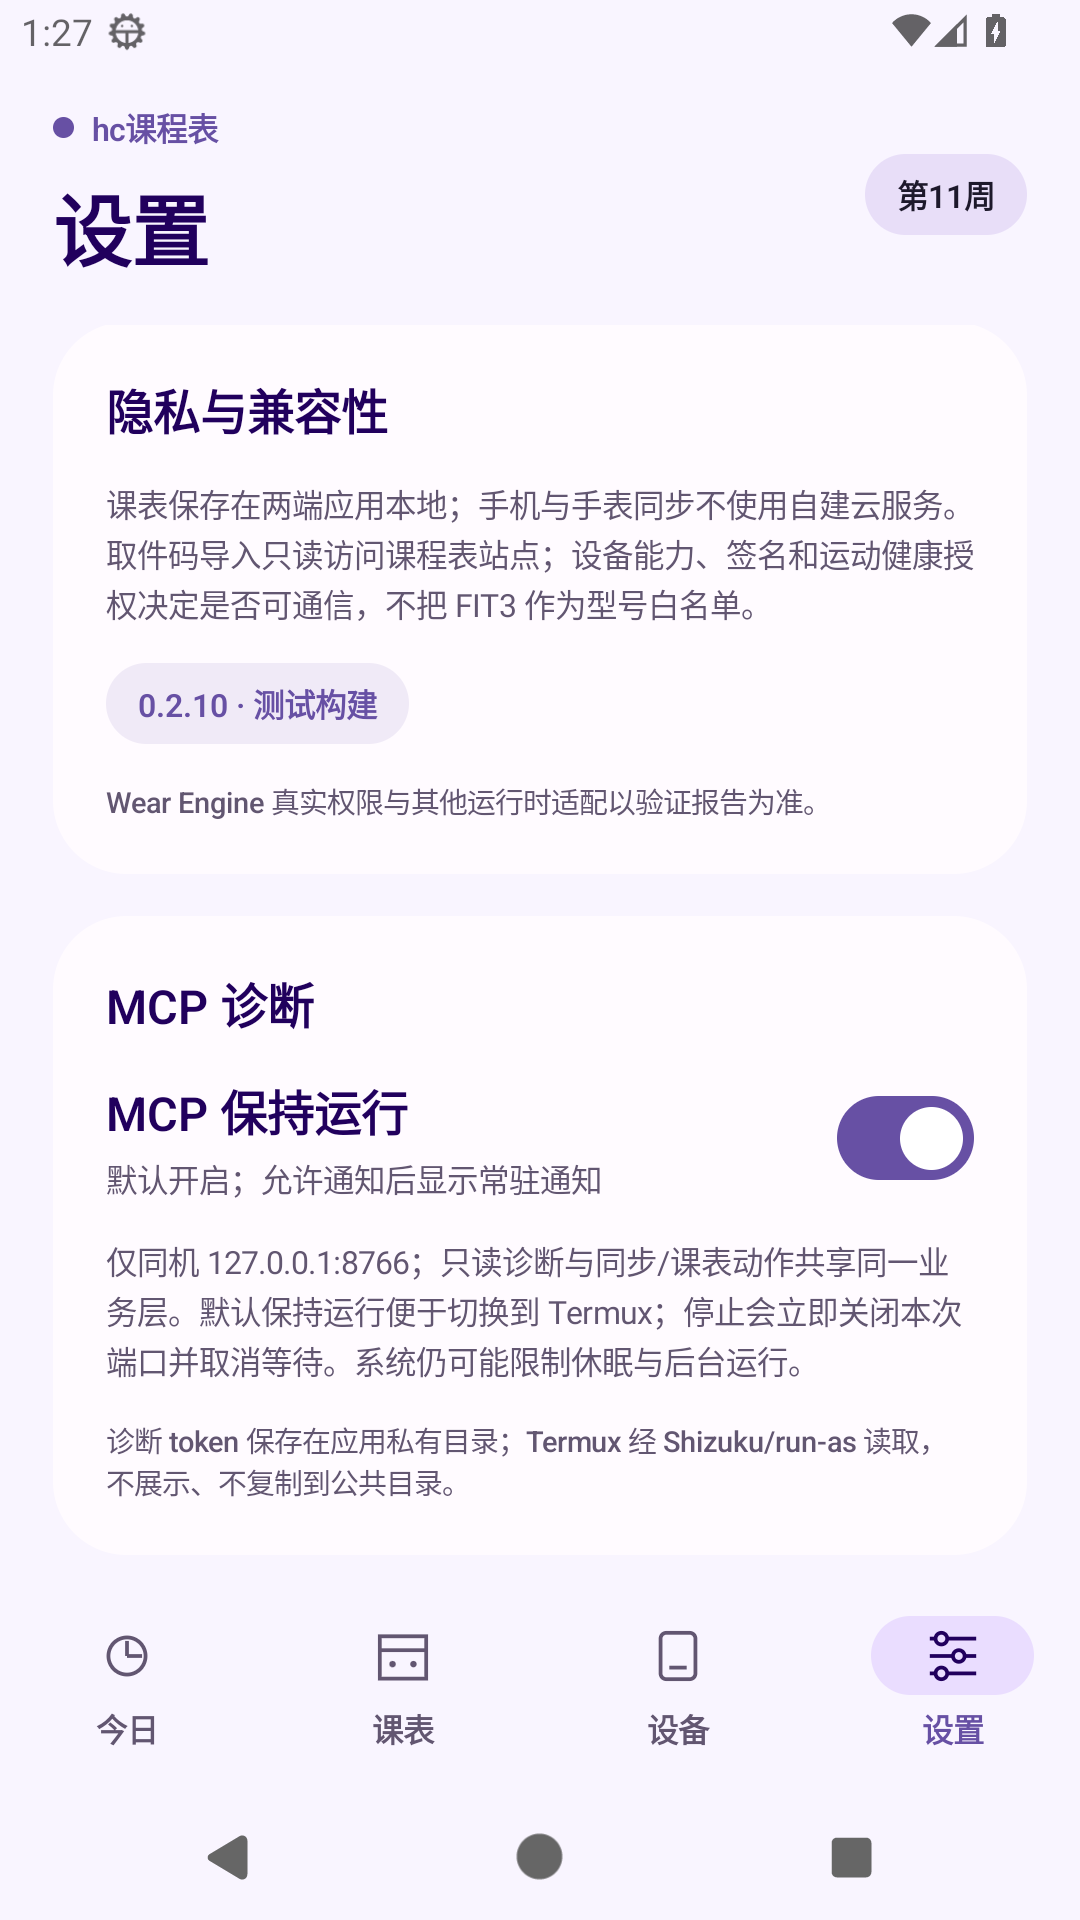 1:27
hc课程表
设置
第11周
隐私与兼容性
课表保存在两端应用本地；手机与手表同步不使用自建云服务。
取件码导入只读访问课程表站点；设备能力、签名和运动健康授
权决定是否可通信，不把 FIT3 作为型号白名单。
0.2.10 · 测试构建
Wear Engine 真实权限与其他运行时适配以验证报告为准。
MCP 诊断
MCP 保持运行
默认开启；允许通知后显示常驻通知
仅同机 127.0.0.1:8766；只读诊断与同步/课表动作共享同一业
务层。默认保持运行便于切换到 Termux；停止会立即关闭本次
端口并取消等待。系统仍可能限制休眠与后台运行。
诊断 token 保存在应用私有目录；Termux 经 Shizuku/run-as 读取，
不展示、不复制到公共目录。
今日
课表
设备
设置